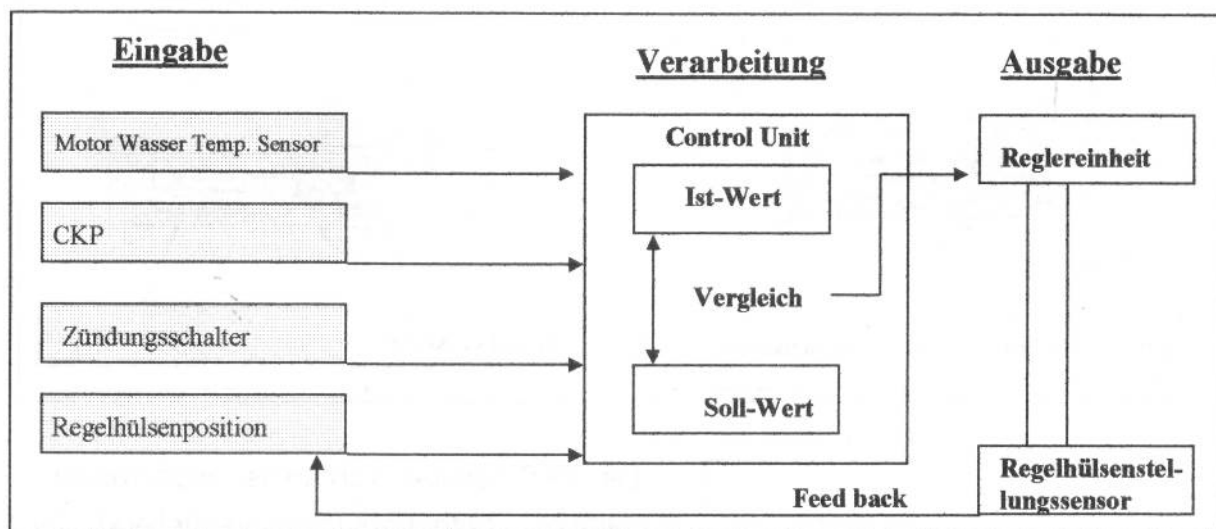 Eingabe
Verarbeitung
Ausgabe
Motor Wasser Temp. Sensor
CKP
Zündungsschalter
Regelhülsenposition
Control Unit
Ist-Wert
Vergleich
Soll-Wert
Reglereinheit
Regelhülsenstel-
lungssensor
Feed back